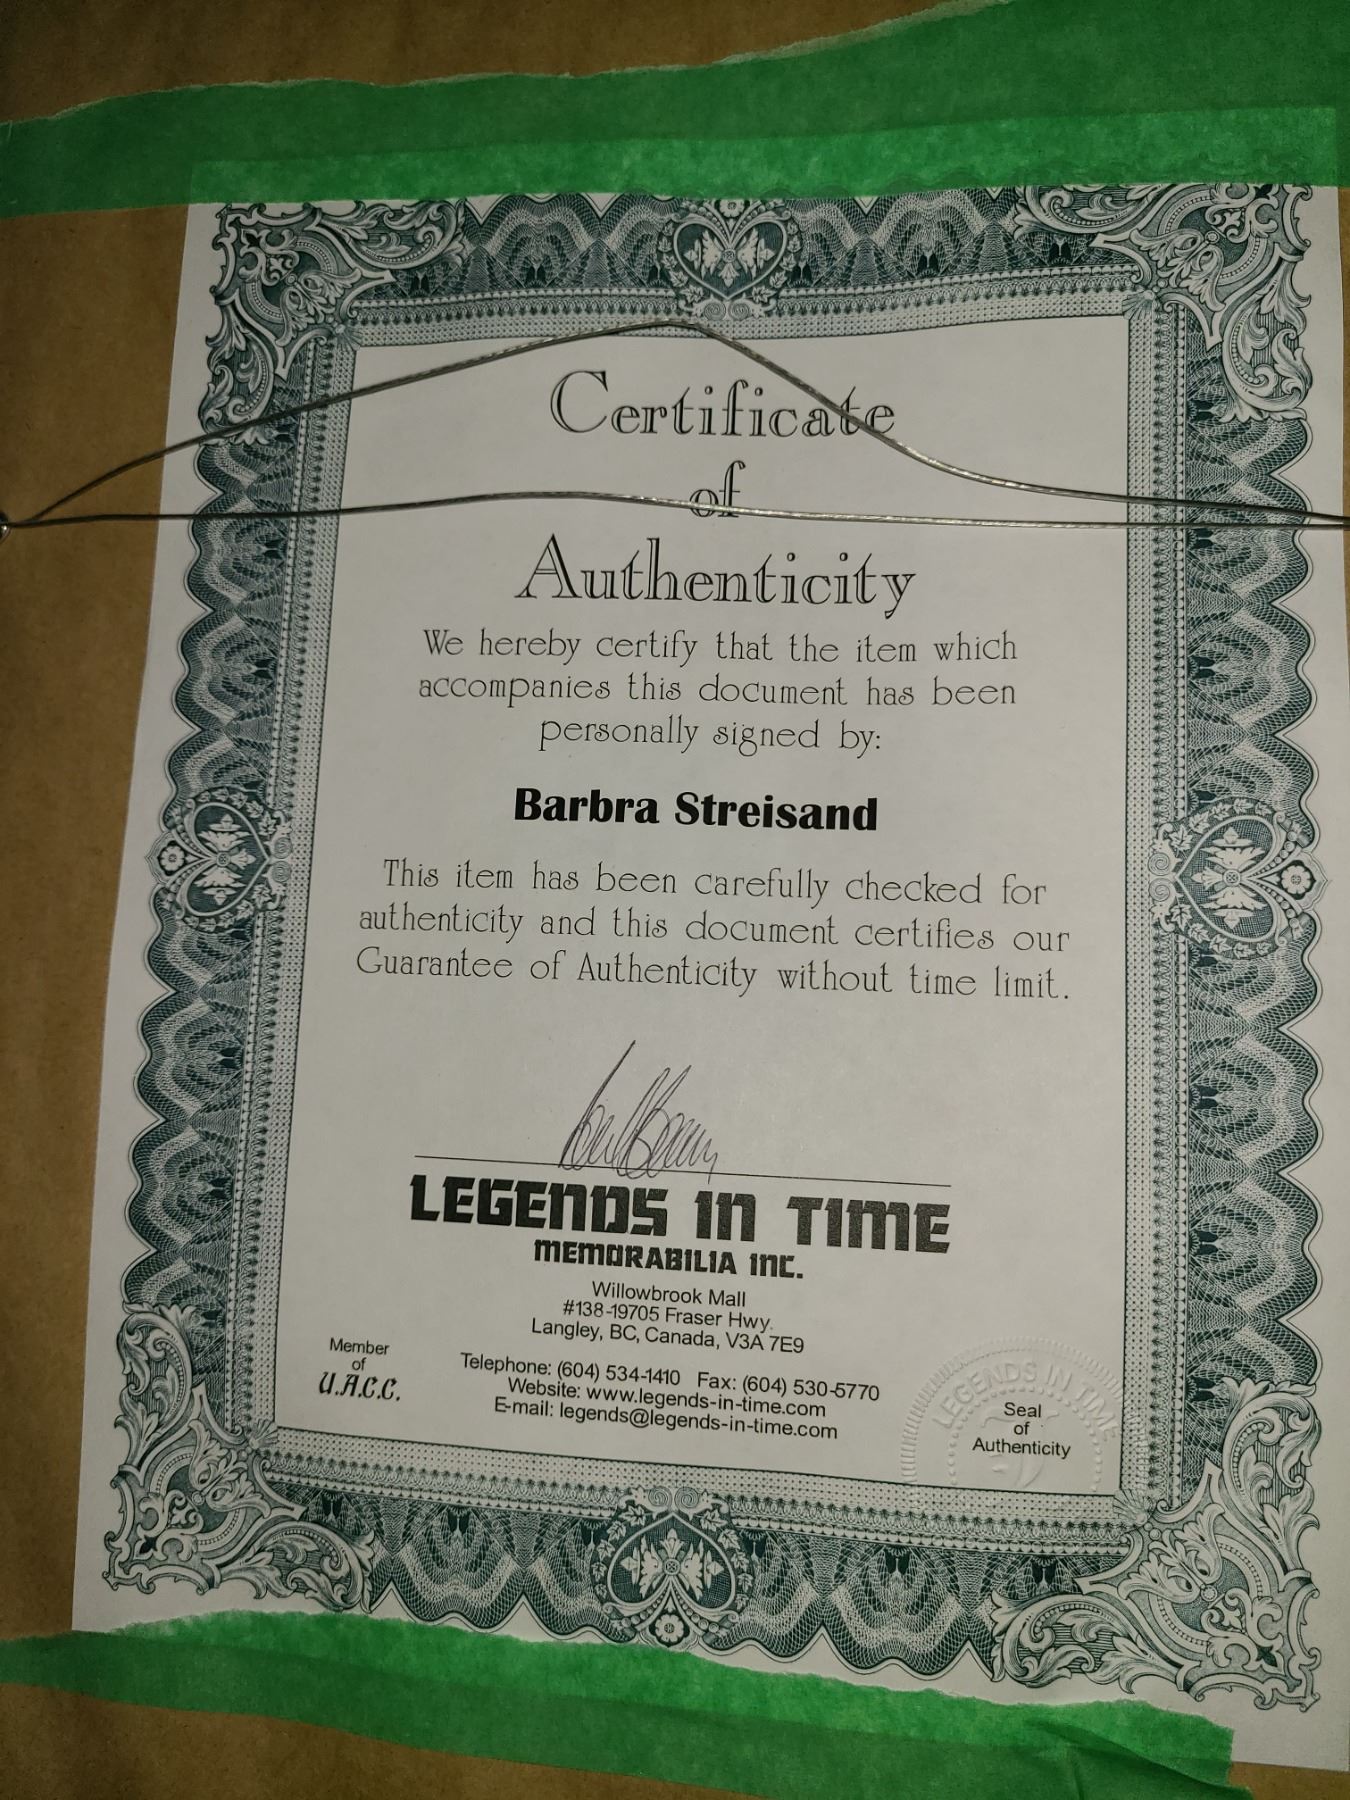 Certificate
of
Authenticity
We hereby certify that the item which
accompanies this document has been
personally signed by:
Barbra Streisand
This item has been carefully checked for
authenticity and this document certifies our
Guarantee of Authenticity without time limit.
LEGENDS IN TIME
MEMORABILIA INC.
Willowbrook Mall
#138-19705 Fraser Hwy.
Langley, BC, Canada, V3A 7E9
Telephone: (604) 534-1410 Fax: (604) 530-5770
Website: www.legends-in-time.com
E-mail: legends@legends-in-time.com
Member
of
U.A.C.C.
LEGENDS IN TIME
Seal
of
Authenticity